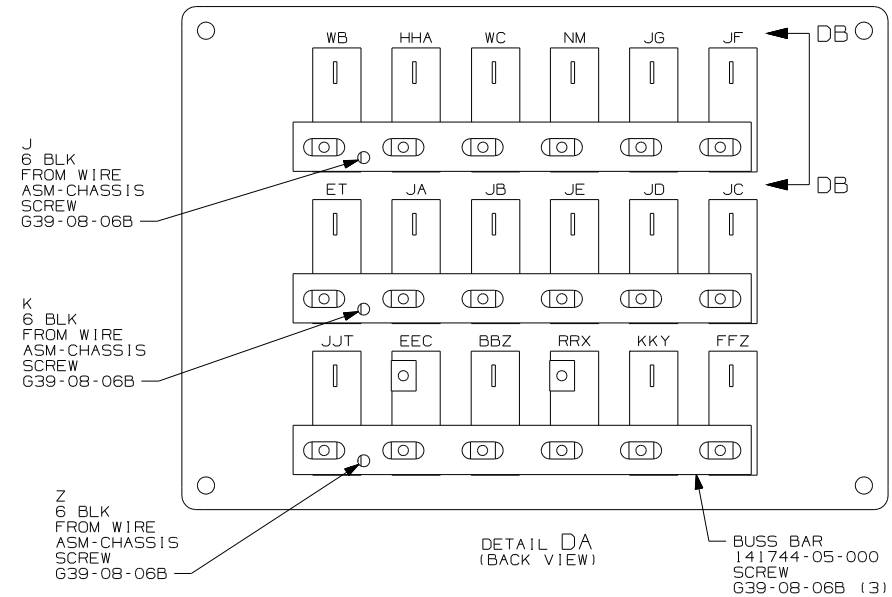 WB HHA WC NM JG JF
DB
J
6 BLK
FROM WIRE
ASM-CHASSIS
SCREW
G39-08-06B
DB
ET JA JB JE JD JC
K
6 BLK
FROM WIRE
ASM-CHASSIS
SCREW
G39-08-06B
JJT EEC BBZ RRX KKY FFZ
Z
6 BLK
FROM WIRE
ASM-CHASSIS
SCREW
G39-08-06B
DETAIL DA
(BACK VIEW)
BUSS BAR
141744-05-000
SCREW
G39-08-06B (3)